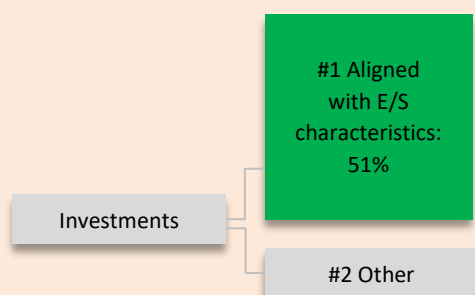 #1 Aligned
with E/S
characteristics:
51%
Investments
#2 Other